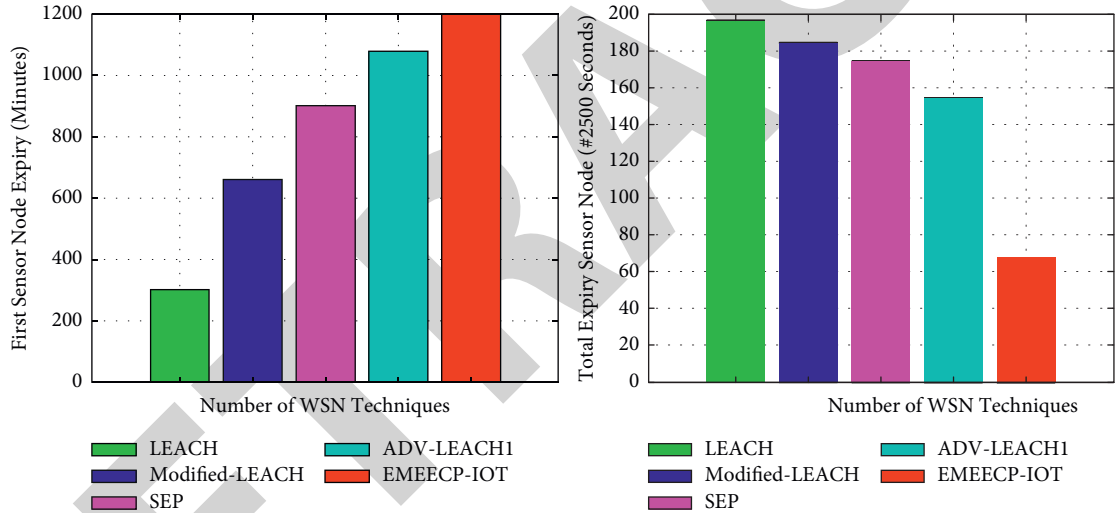 First Sensor Node Expiry (Minutes)
1200
1000
800
600
400
200
0
Number of WSN Techniques
LEACH
Modified-LEACH
SEP
ADV-LEACH1
EMEECP-IOT
Total Expiry Sensor Node (#2500 Seconds)
200
180
160
140
120
100
80
60
40
20
0
Number of WSN Techniques
LEACH
Modified-LEACH
SEP
ADV-LEACH1
EMEECP-IOT